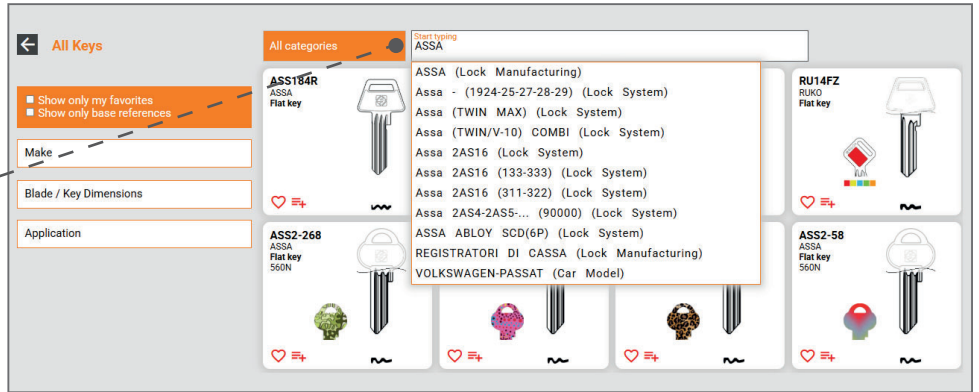 All Keys
Show only my favorites
Show only base references
Make
Blade / Key Dimensions
Application
All categories
Start typing
ASSA
ASSA (Lock Manufacturing)
Assa - (1924-25-27-28-29) (Lock System)
Assa (TWIN MAX) (Lock System)
Assa (TWIN/V-10) COMBI (Lock System)
Assa 2AS16 (Lock System)
Assa 2AS16 (133-333) (Lock System)
Assa 2AS16 (311-322) (Lock System)
Assa 2AS4-2AS5-... (90000) (Lock System)
ASSA ABLOY SCD(6P) (Lock System)
REGISTRATORI DI CASSA (Lock Manufacturing)
VOLKSWAGEN-PASSAT (Car Model)
ASS184R
ASSA
Flat key
RU14FZ
RUKO
Flat key
ASS2-268
ASSA
Flat key
560N
ASS2-58
ASSA
Flat key
560N